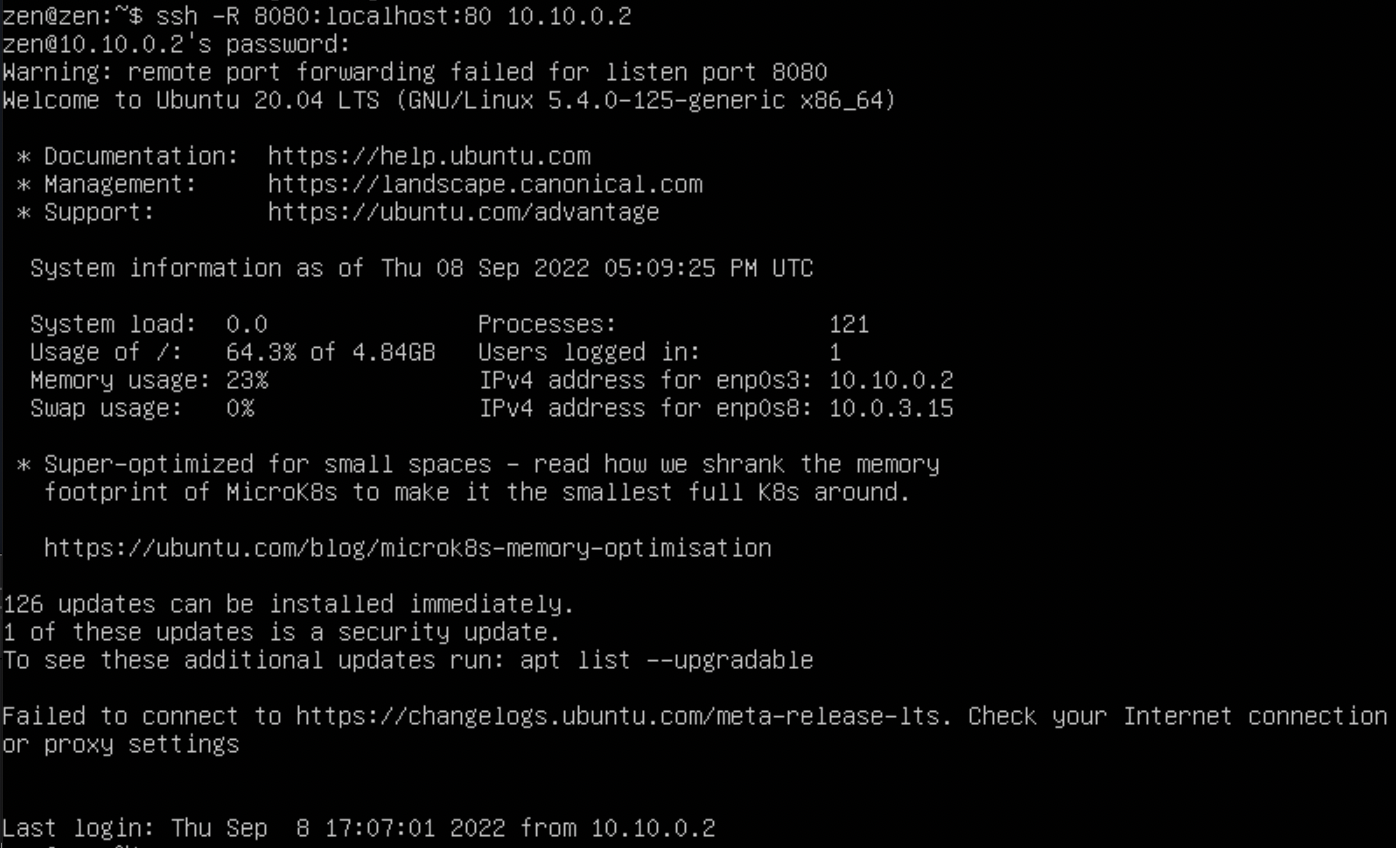 zen@zen:~$ ssh -R 8080:localhost:80 10.10.0.2
zen@10.10.0.2's password:
Warning: remote port forwarding failed for listen port 8080
Welcome to Ubuntu 20.04 LTS (GNU/Linux 5.4.0-125-generic x86_64)
* Documentation:  https://help.ubuntu.com
* Management:     https://landscape.canonical.com
* Support:        https://ubuntu.com/advantage
System information as of Thu 08 Sep 2022 05:09:25 PM UTC
System load:  0.0               Processes:               121
Usage of /:   64.3% of 4.84GB   Users logged in:         1
Memory usage: 23%               IPv4 address for enp0s3: 10.10.0.2
Swap usage:   0%                IPv4 address for enp0s8: 10.0.3.15
* Super-optimized for small spaces - read how we shrank the memory
footprint of MicroK8s to make it the smallest full K8s around.
https://ubuntu.com/blog/microk8s-memory-optimisation
126 updates can be installed immediately.
1 of these updates is a security update.
To see these additional updates run: apt list --upgradable
Failed to connect to https://changelogs.ubuntu.com/meta-release-lts. Check your Internet connection
or proxy settings
Last login: Thu Sep  8 17:07:01 2022 from 10.10.0.2